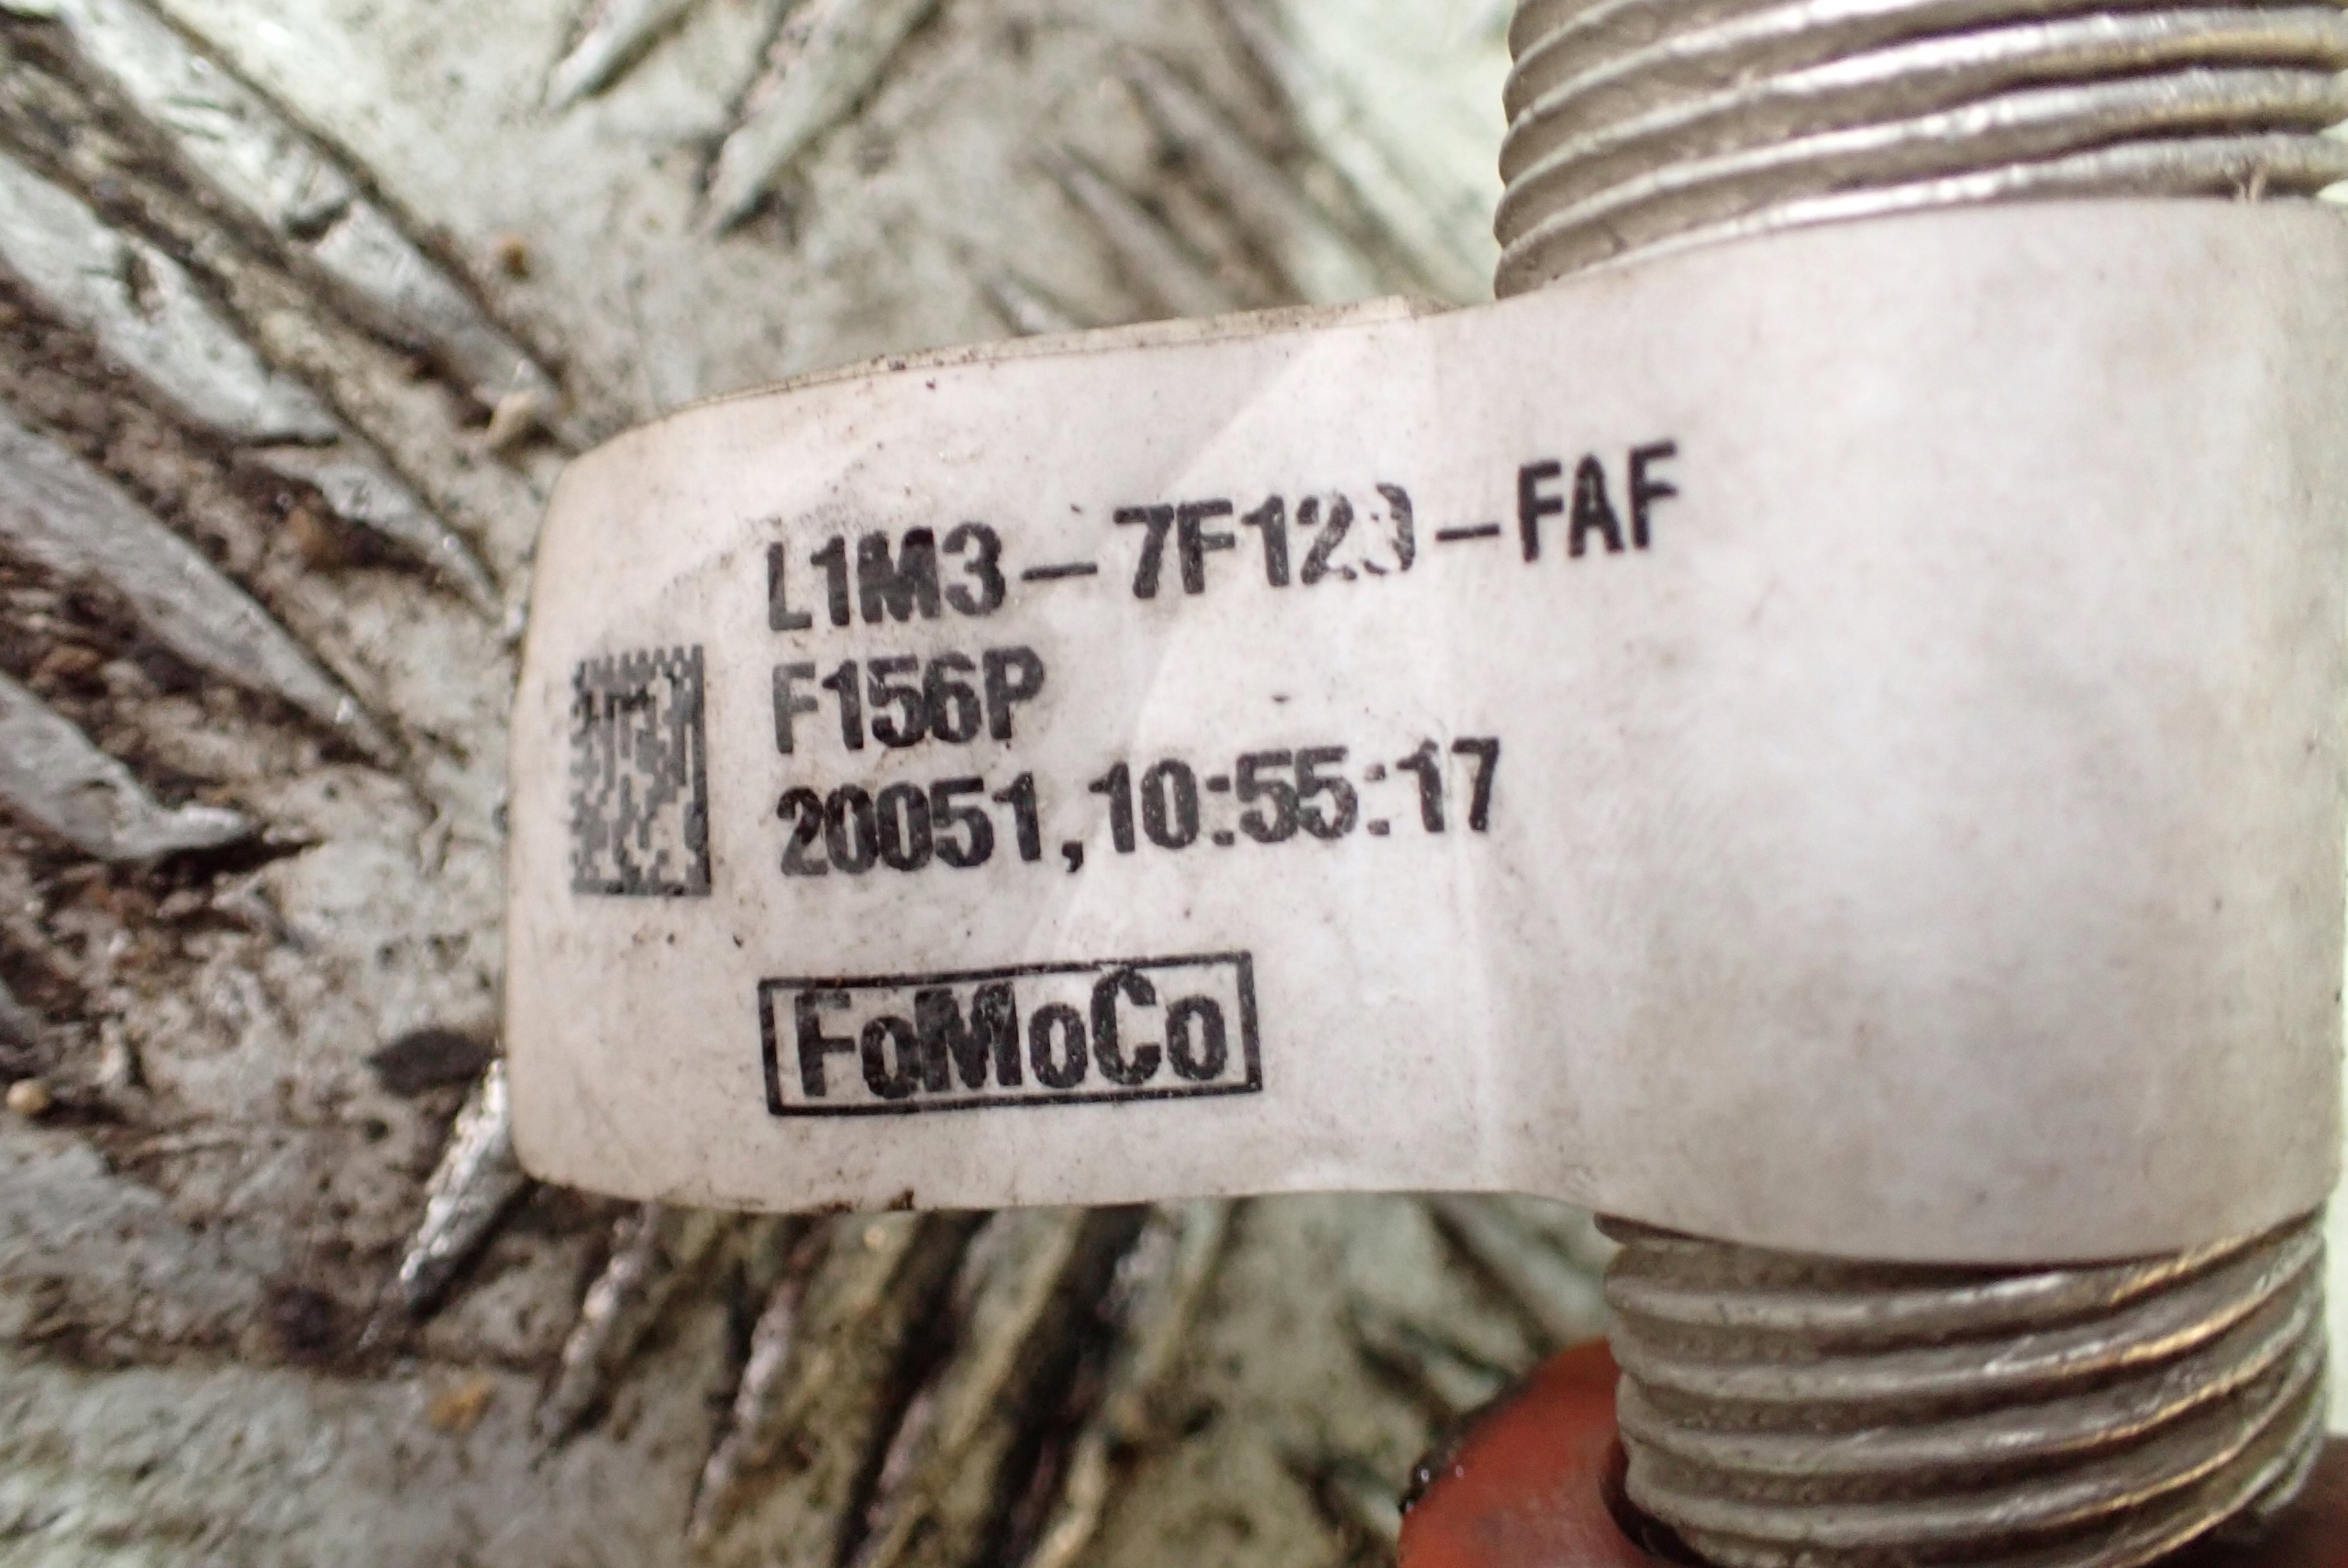 L1M3- -FAF
F156P
20051,10:55:17
FoMoCo